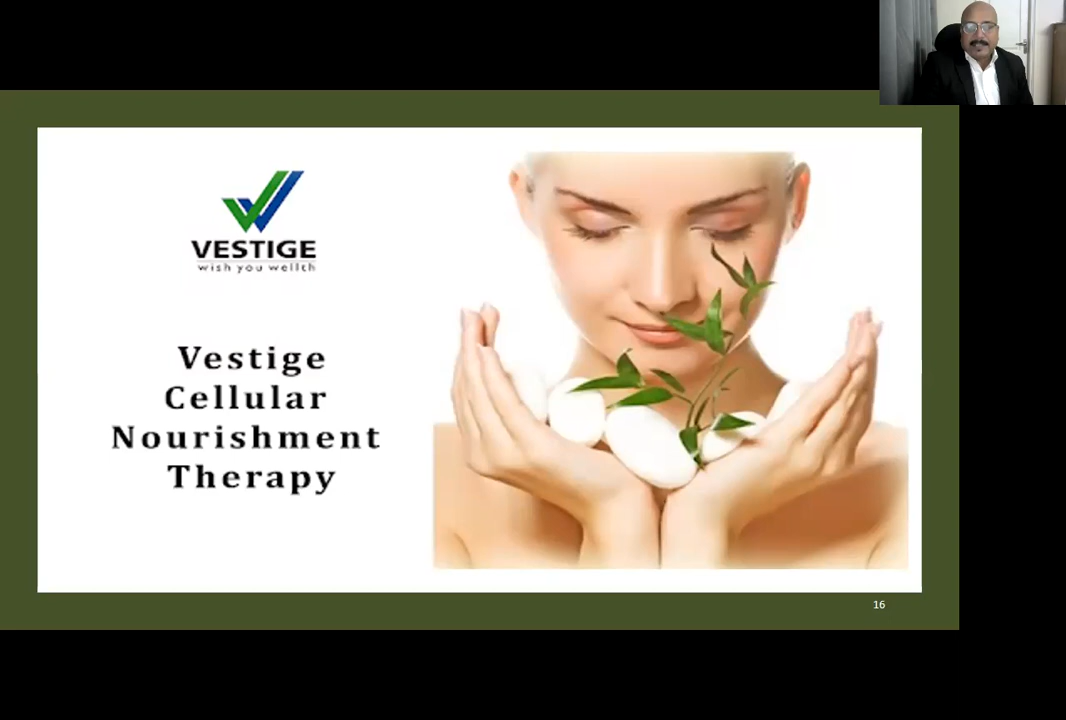 VESTIGE
wish you wellth
Vestige
Cellular
Nourishment
Therapy
16